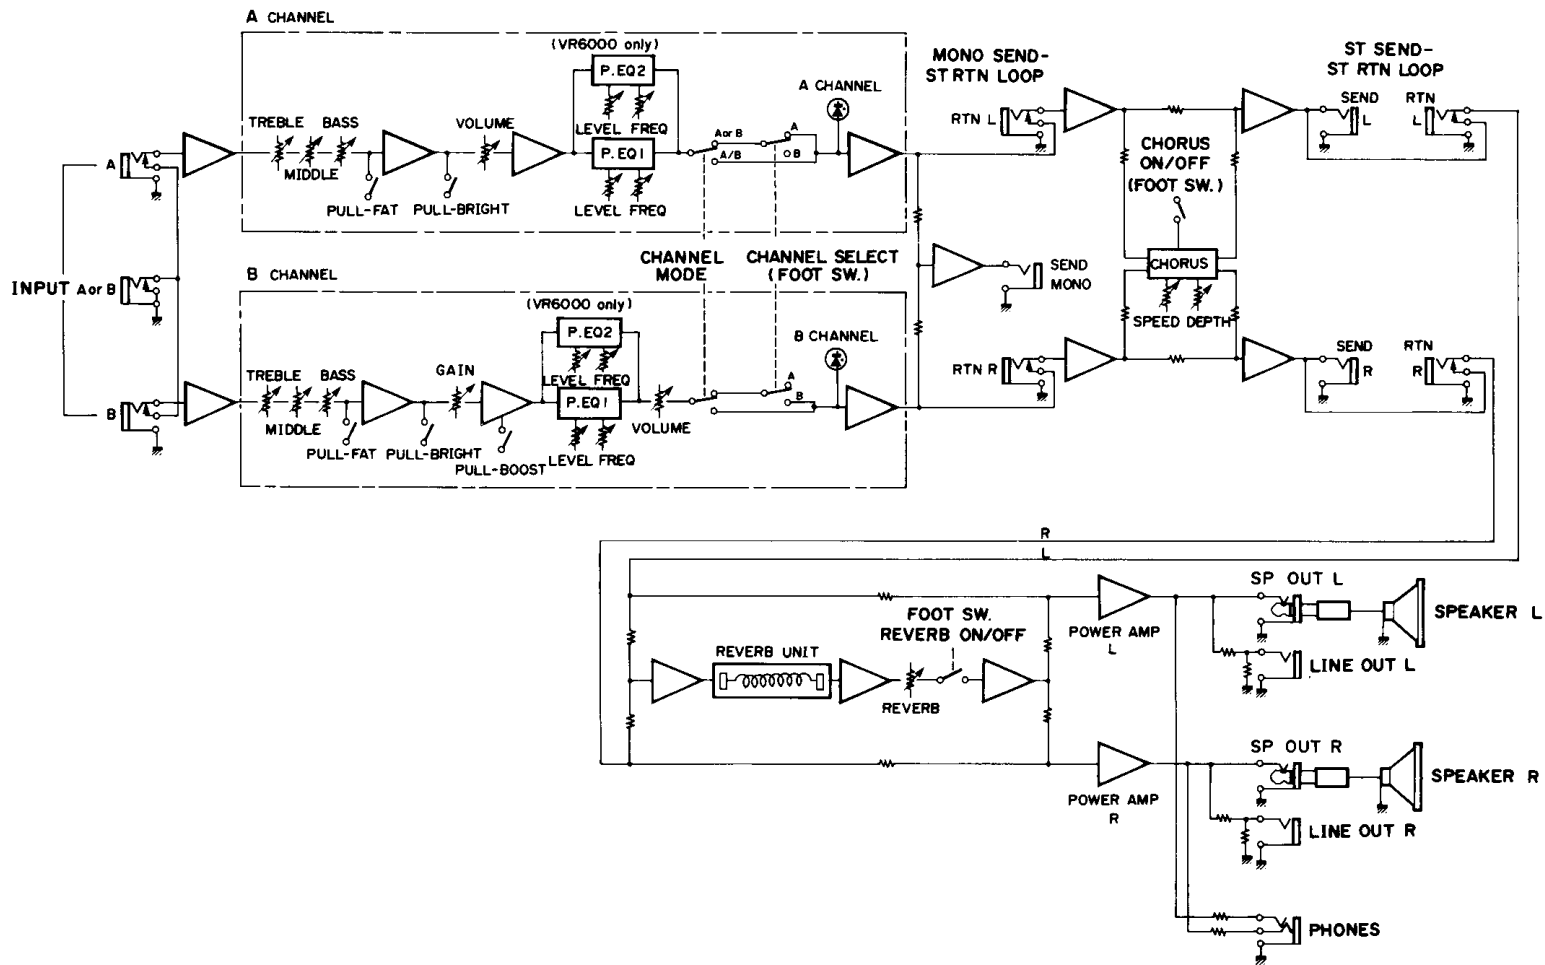 A CHANNEL
(VR6000 only)
P.EQ2
LEVEL FREQ
P.EQ1
LEVEL FREQ
TREBLE
BASS
MIDDLE
PULL-FAT
PULL-BRIGHT
VOLUME
A or B
A/B
A
B
A CHANNEL
A
INPUT A or B
B
CHANNEL
MODE
CHANNEL SELECT
(FOOT SW.)
B CHANNEL
(VR6000 only)
P.EQ2
LEVEL FREQ
P.EQ1
LEVEL FREQ
TREBLE
BASS
MIDDLE
PULL-FAT
PULL-BRIGHT
GAIN
PULL-BOOST
VOLUME
A
B
B CHANNEL
MONO SEND-
ST RTN LOOP
RTN L
SEND
MONO
RTN R
CHORUS
ON/OFF
(FOOT SW.)
CHORUS
SPEED DEPTH
ST SEND-
ST RTN LOOP
SEND
L
RTN
L
SEND
R
RTN
R
R
L
REVERB UNIT
FOOT SW.
REVERB ON/OFF
REVERB
POWER AMP
L
POWER AMP
R
SP OUT L
SPEAKER L
LINE OUT L
SP OUT R
SPEAKER R
LINE OUT R
PHONES